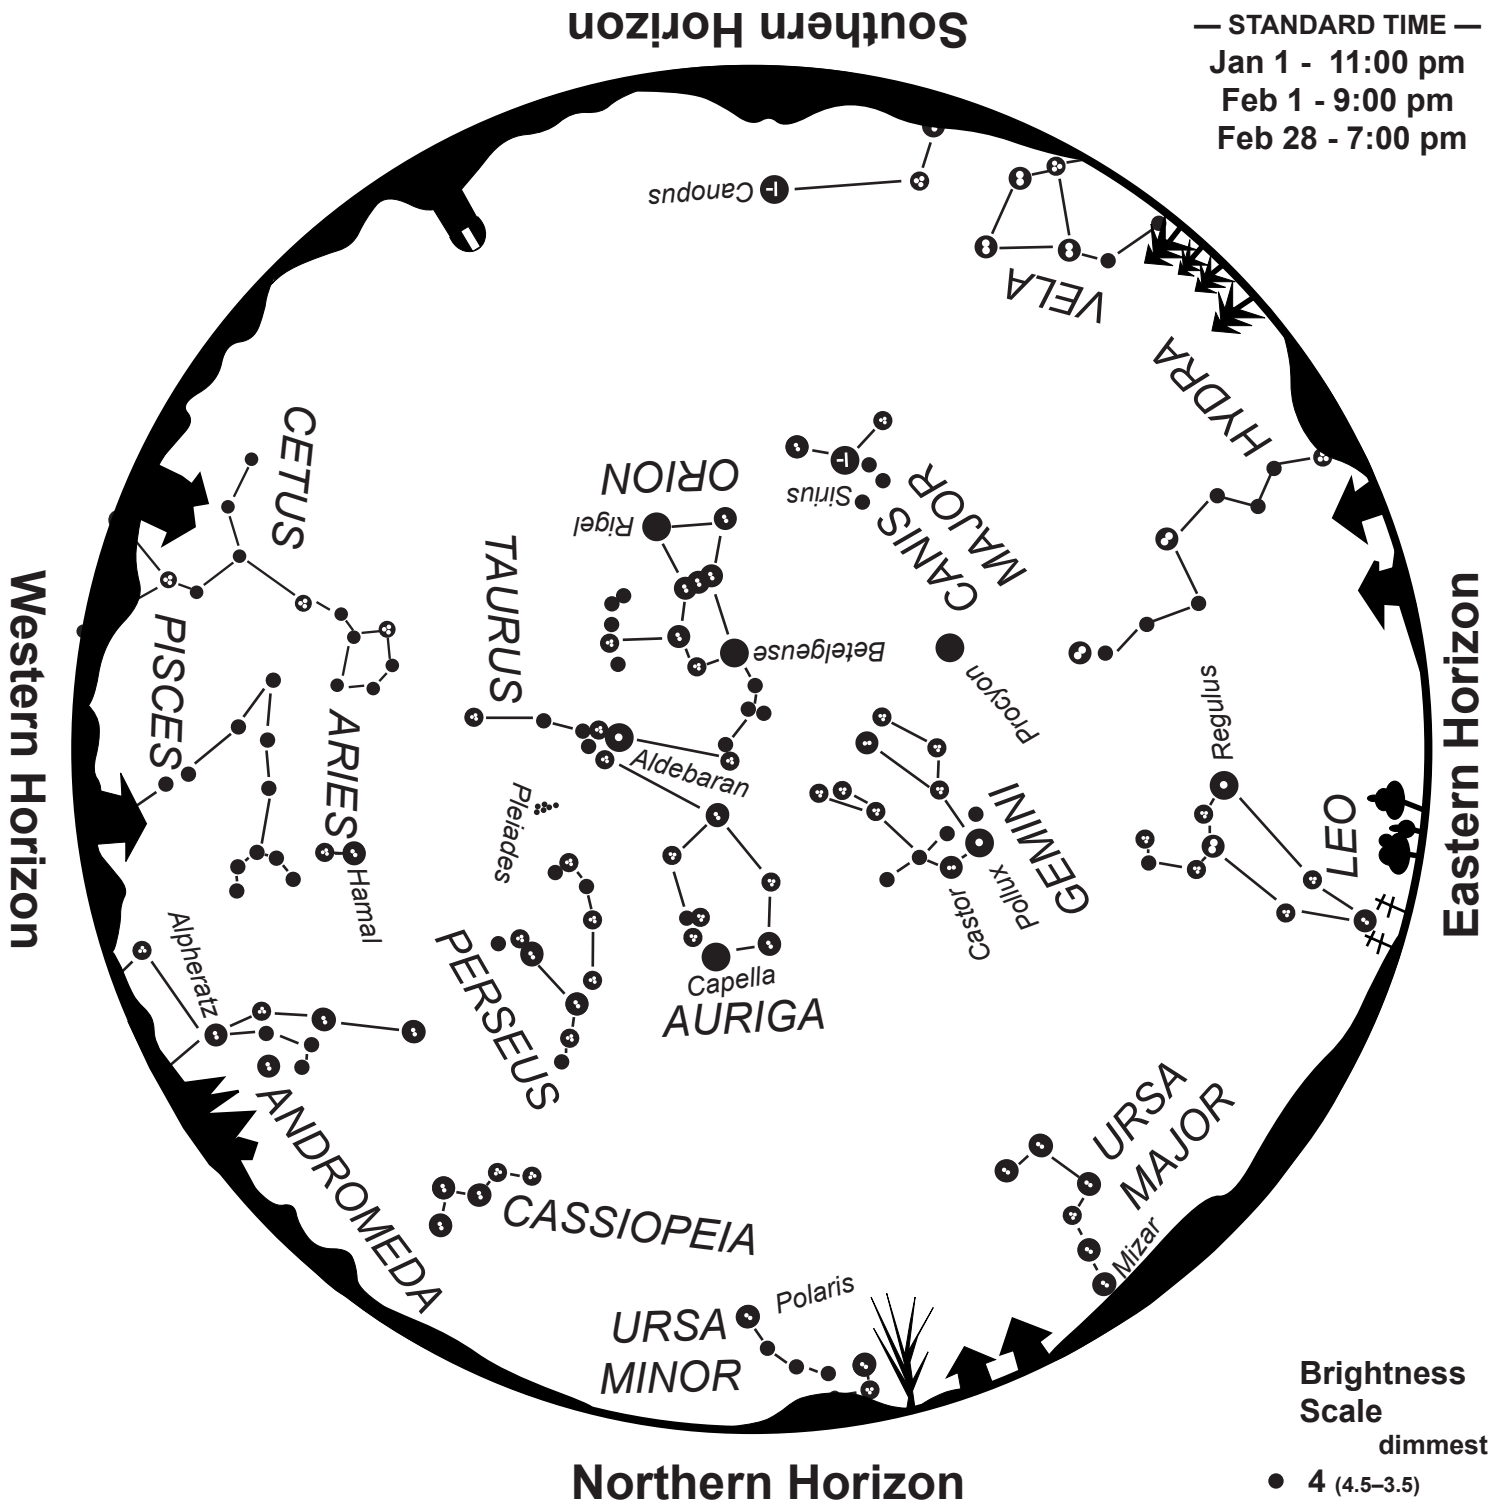 Southern Horizon
— STANDARD TIME —
Jan 1 - 11:00 pm
Feb 1 - 9:00 pm
Feb 28 - 7:00 pm
Canopus
VELA
HYDRA
CETUS
ORION
Rigel
Sirius
CANIS
MAJOR
TAURUS
Betelgeuse
Procyon
PISCES
Western Horizon
Eastern Horizon
Regulus
ARIES
Aldebaran
Pleiades
GEMINI
LEO
Hamal
Pollux
Castor
Alpheratz
PERSEUS
Capella
AURIGA
ANDROMEDA
URSA
MAJOR
CASSIOPEIA
Mizar
Polaris
URSA
MINOR
Northern Horizon
Brightness
Scale
dimmest
4 (4.5–3.5)